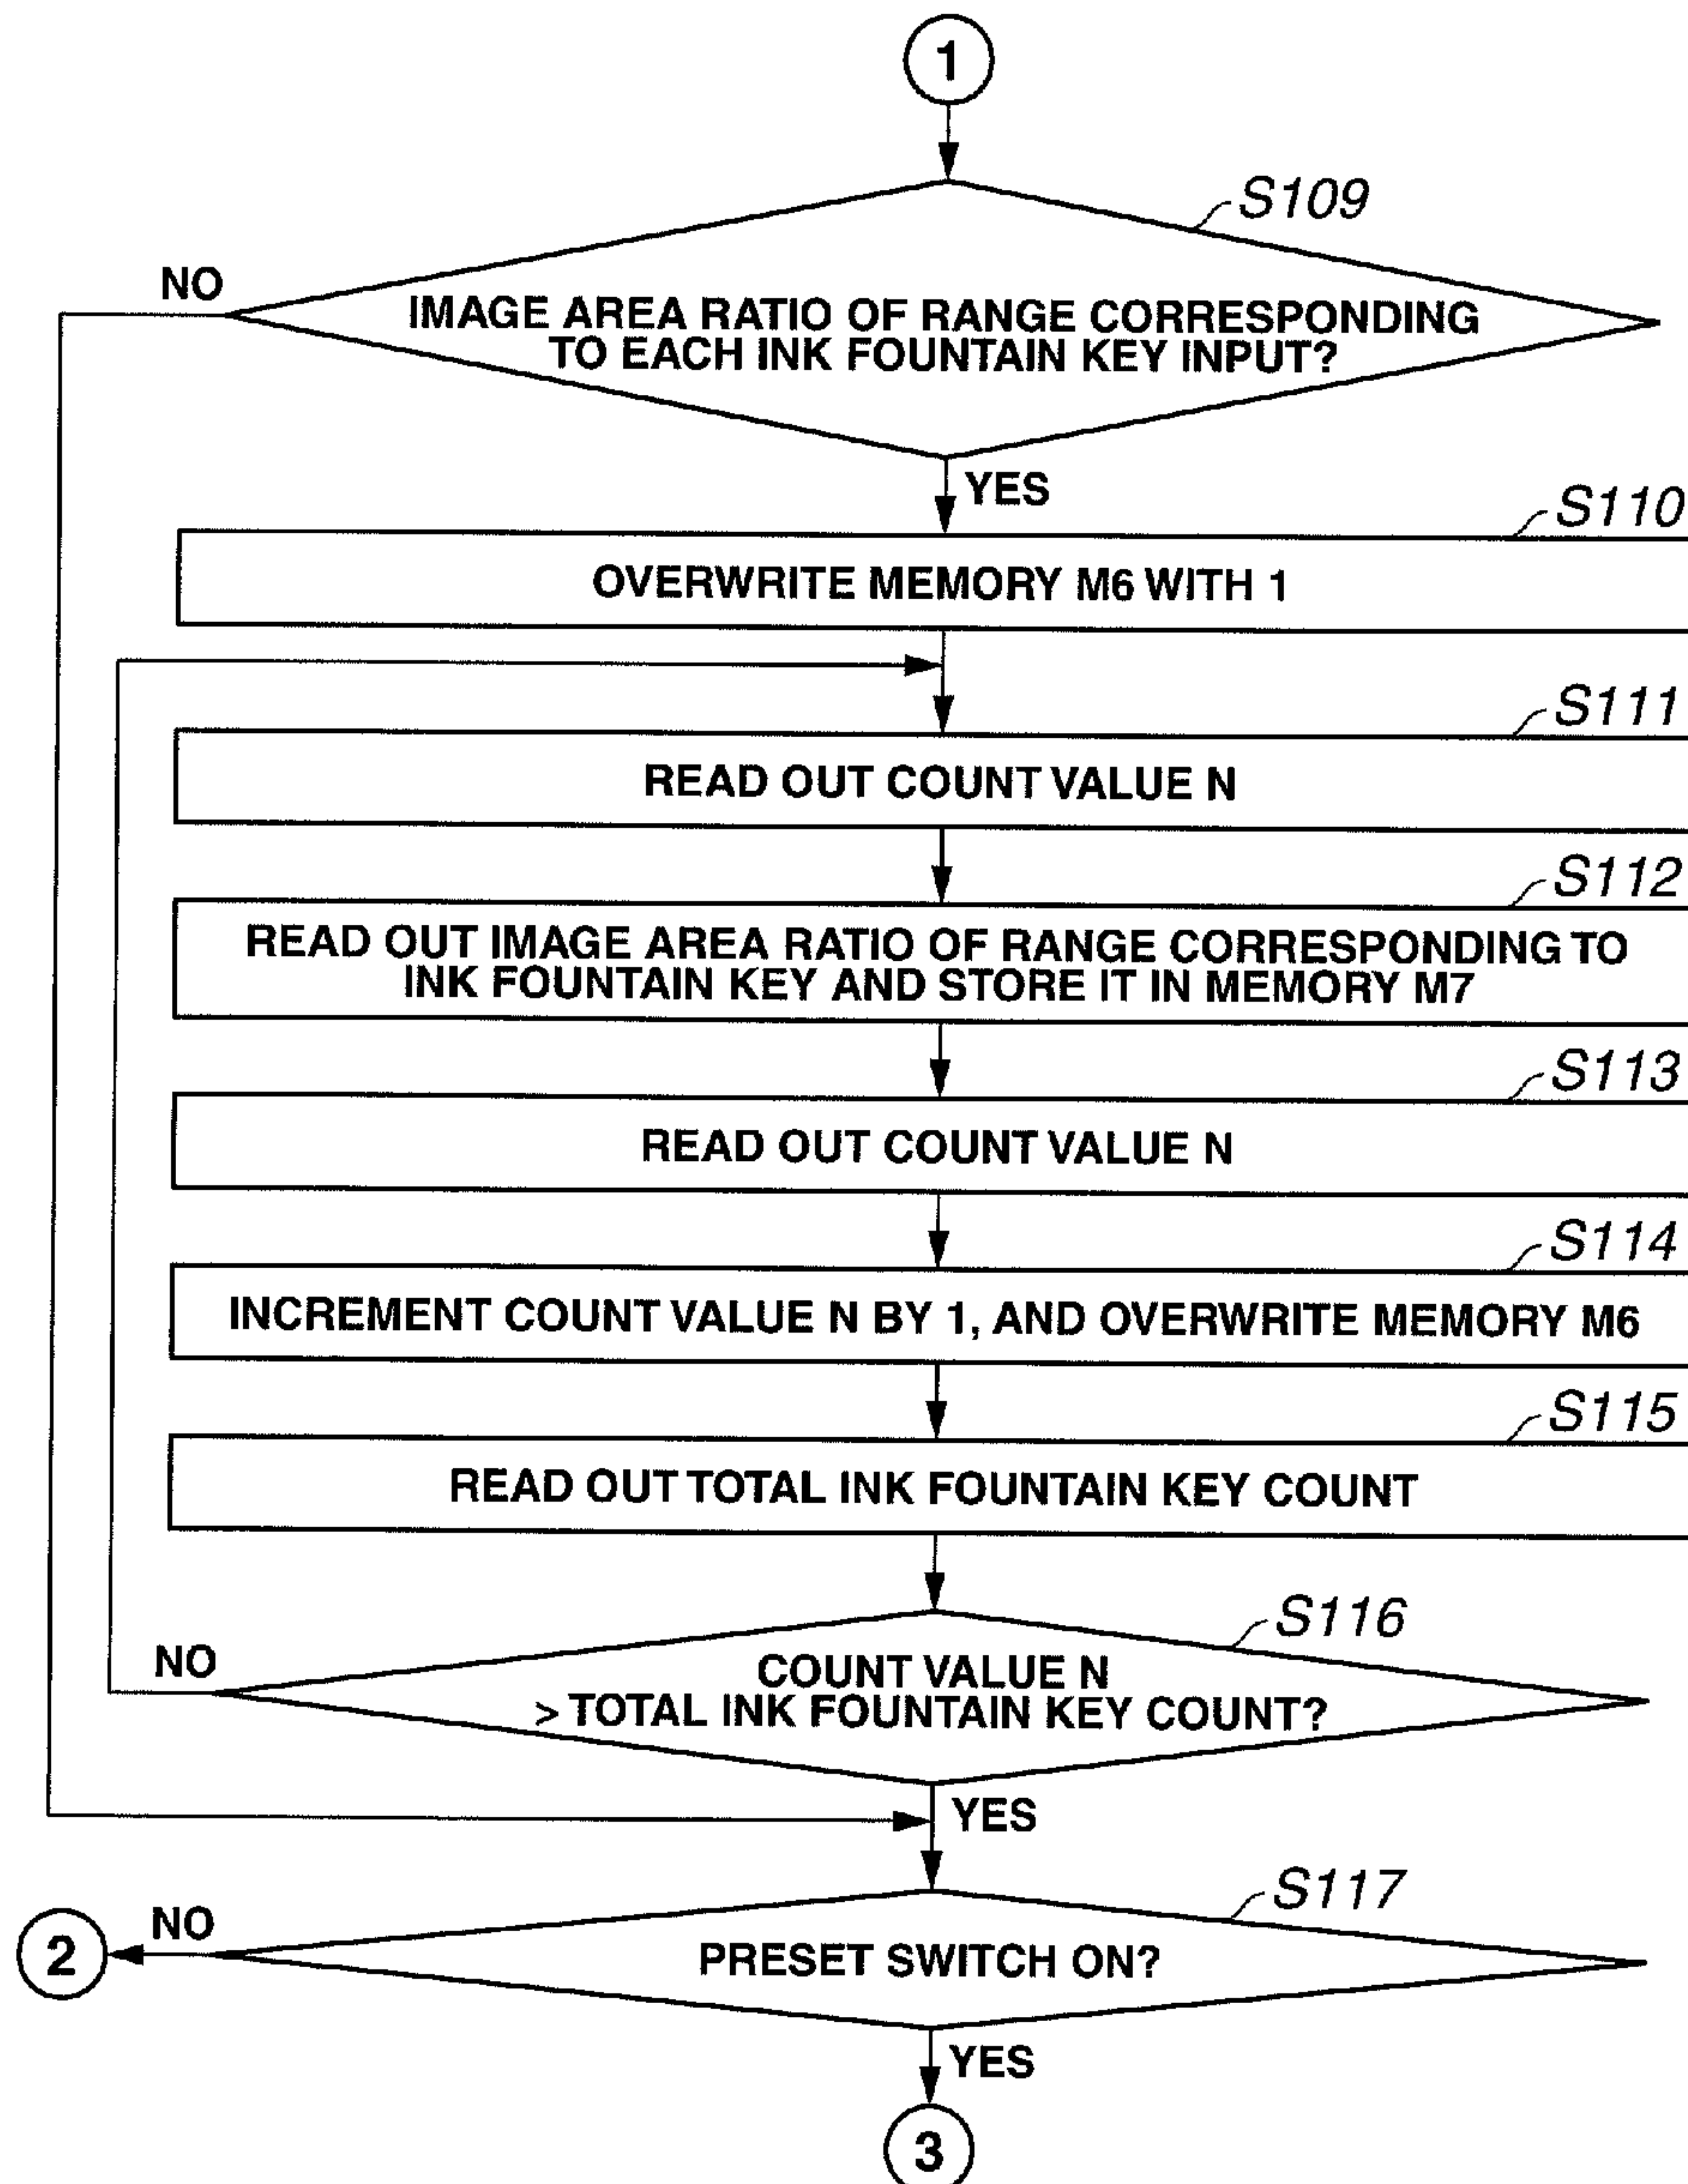 1
S109
NO
IMAGE AREA RATIO OF RANGE CORRESPONDING
TO EACH INK FOUNTAIN KEY INPUT?
YES
S110
OVERWRITE MEMORY M6 WITH 1
S111
READ OUT COUNT VALUE N
S112
READ OUT IMAGE AREA RATIO OF RANGE CORRESPONDING TO
INK FOUNTAIN KEY AND STORE IT IN MEMORY M7
S113
READ OUT COUNT VALUE N
S114
INCREMENT COUNT VALUE N BY 1, AND OVERWRITE MEMORY M6
S115
READ OUT TOTAL INK FOUNTAIN KEY COUNT
S116
NO
COUNT VALUE N
> TOTAL INK FOUNTAIN KEY COUNT?
YES
S117
2
NO
PRESET SWITCH ON?
YES
3